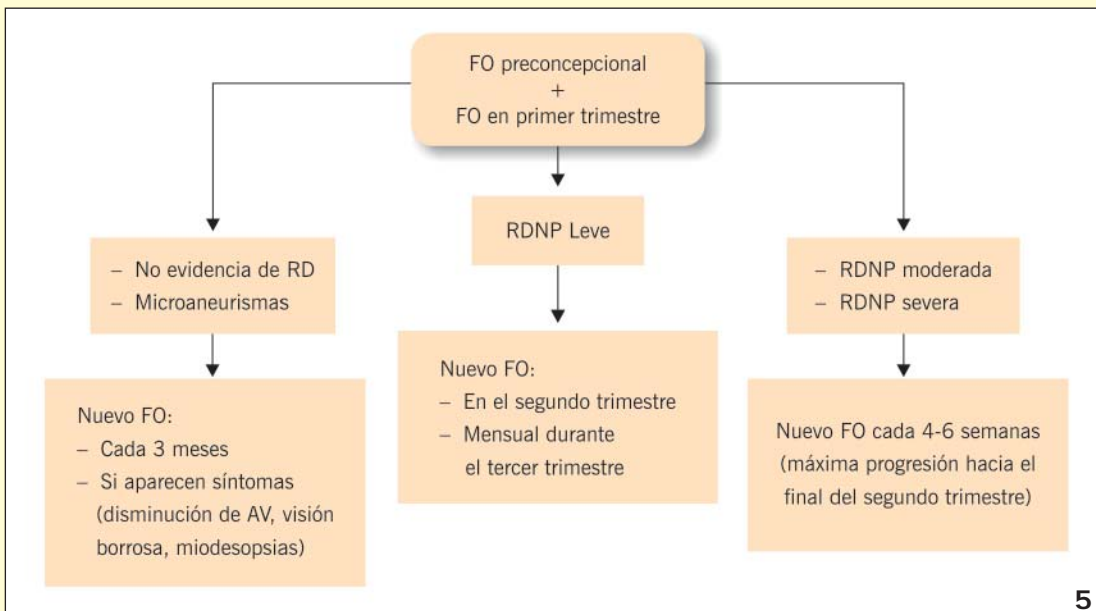 FO preconcepcional
+
FO en primer trimestre
– No evidencia de RD
– Microaneurismas
RDNP Leve
– RDNP moderada
– RDNP severa
Nuevo FO:
– Cada 3 meses
– Si aparecen síntomas
(disminución de AV, visión
borrosa, miodesopsias)
Nuevo FO:
– En el segundo trimestre
– Mensual durante
el tercer trimestre
Nuevo FO cada 4-6 semanas
(máxima progresión hacia el
final del segundo trimestre)
5